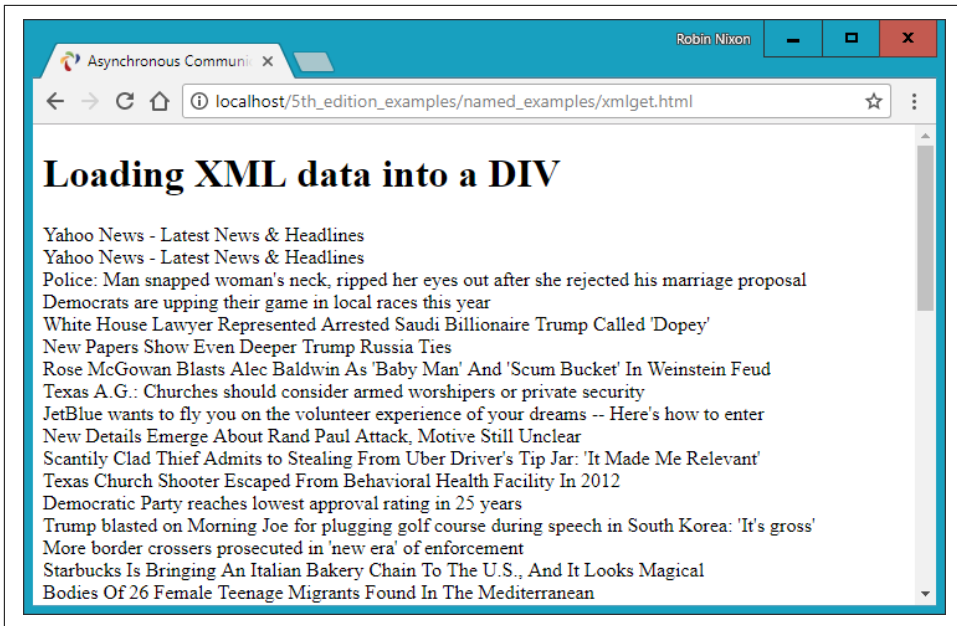 Robin Nixon
Asynchronous Communi
localhost/5th_edition_examples/named_examples/xmlget.html
Loading XML data into a DIV
Yahoo News - Latest News & Headlines
Yahoo News - Latest News & Headlines
Police: Man snapped woman's neck, ripped her eyes out after she rejected his marriage proposal
Democrats are upping their game in local races this year
White House Lawyer Represented Arrested Saudi Billionaire Trump Called 'Dopey'
New Papers Show Even Deeper Trump Russia Ties
Rose McGowan Blasts Alec Baldwin As 'Baby Man' And 'Scum Bucket' In Weinstein Feud
Texas A.G.: Churches should consider armed worshipers or private security
JetBlue wants to fly you on the volunteer experience of your dreams -- Here's how to enter
New Details Emerge About Rand Paul Attack, Motive Still Unclear
Scantily Clad Thief Admits to Stealing From Uber Driver's Tip Jar: 'It Made Me Relevant'
Texas Church Shooter Escaped From Behavioral Health Facility In 2012
Democratic Party reaches lowest approval rating in 25 years
Trump blasted on Morning Joe for plugging golf course during speech in South Korea: 'It's gross'
More border crossers prosecuted in 'new era' of enforcement
Starbucks Is Bringing An Italian Bakery Chain To The U.S., And It Looks Magical
Bodies Of 26 Female Teenage Migrants Found In The Mediterranean